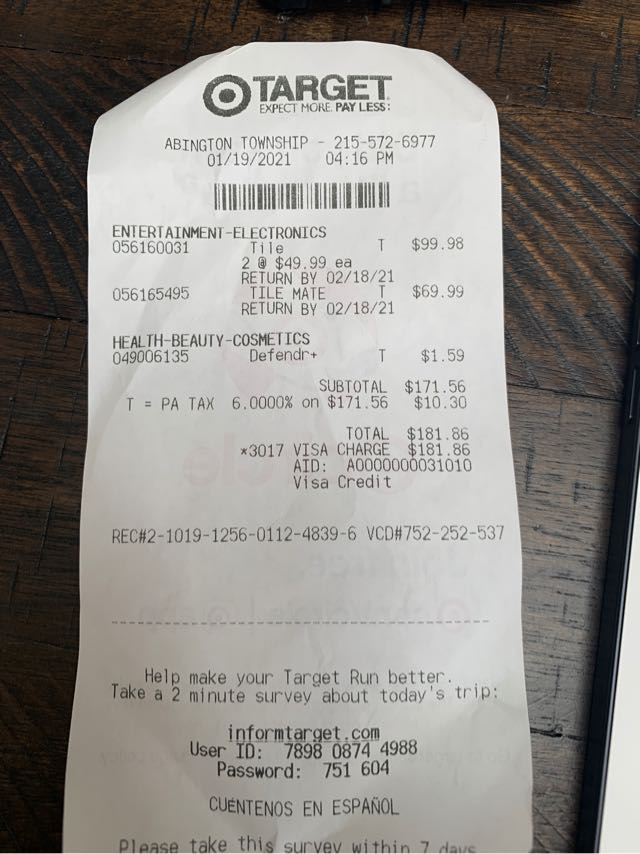 TARGET
EXPECT MORE. PAY LESS:
ABINGTON TOWNSHIP - 215-572-6977
01/19/2021 04:16 PM
ENTERTAINMENT-ELECTRONICS
056160031 Tile T $99.98
2 @ $49.99 ea
RETURN BY 02/18/21
056165495 TILE MATE T $69.99
RETURN BY 02/18/21
HEALTH-BEAUTY-COSMETICS
049006135 Defendr+ T $1.59
SUBTOTAL $171.56
T = PA TAX 6.0000% on $171.56 $10.30
TOTAL $181.86
*3017 VISA CHARGE $181.86
AID: A0000000031010
Visa Credit
REC#2-1019-1256-0112-4839-6 VCD#752-252-537
Help make your Target Run better.
Take a 2 minute survey about today's trip:
informtarget.com
User ID: 7898 0874 4988
Password: 751 604
CUÉNTENOS EN ESPAÑOL
Please take this survey within 7 days